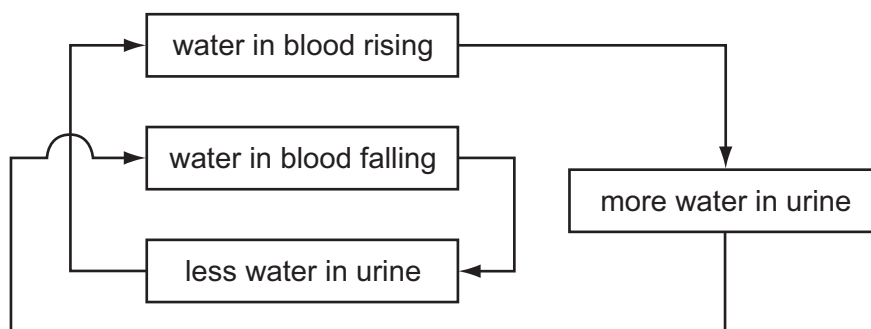 water in blood rising
water in blood falling
more water in urine
less water in urine